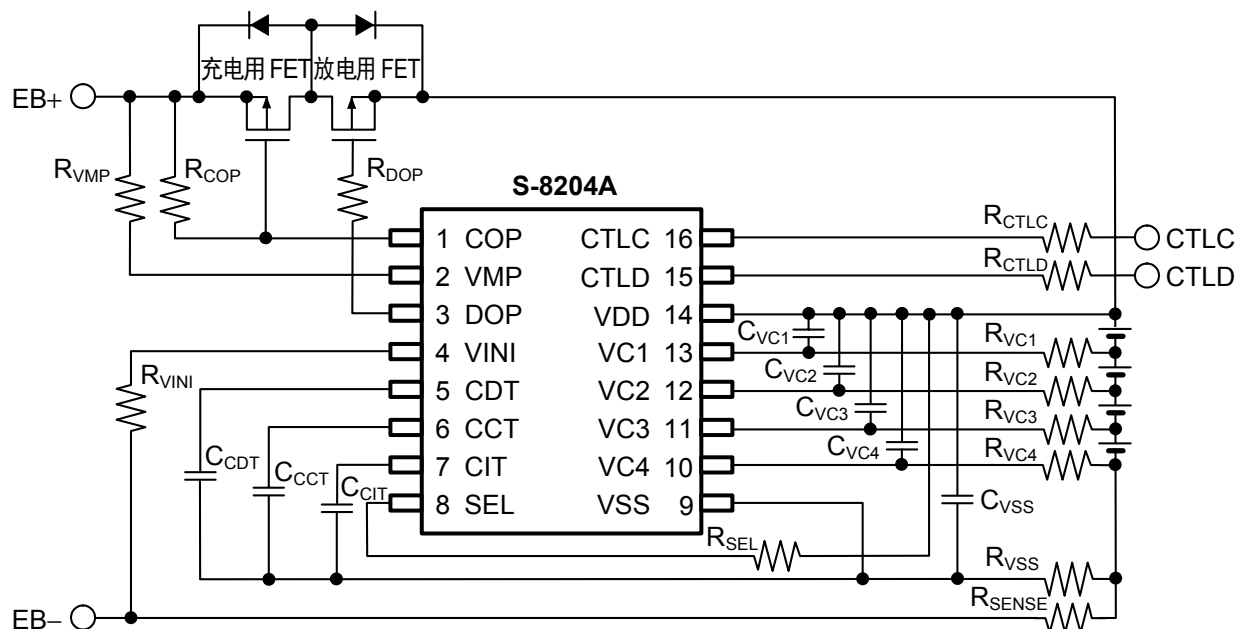 充电用 FET 放电用 FET
EB+
RVMP
RCOP
RDOP
S-8204A
1 COP
2 VMP
3 DOP
4 VINI
5 CDT
6 CCT
7 CIT
8 SEL
CTLC 16
CTLD 15
VDD 14
VC1 13
VC2 12
VC3 11
VC4 10
VSS 9
RCTLC
CTLC
RCTLD
CTLD
CVC1
RVC1
CVC2
RVC2
CVC3
RVC3
CVC4
RVC4
RVINI
CCDT
CCCT
CCIT
CVSS
RSEL
RVSS
RSENSE
EB−